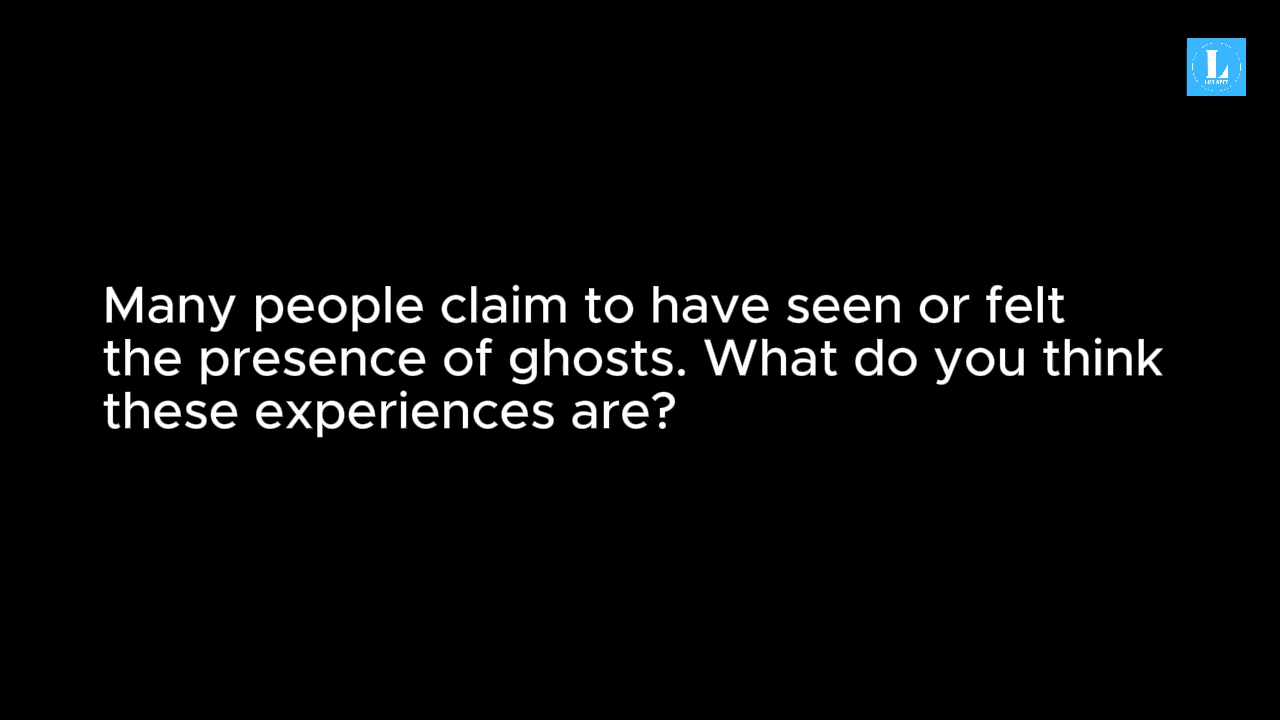 L
Many people claim to have seen or felt
the presence of ghosts. What do you think
these experiences are?